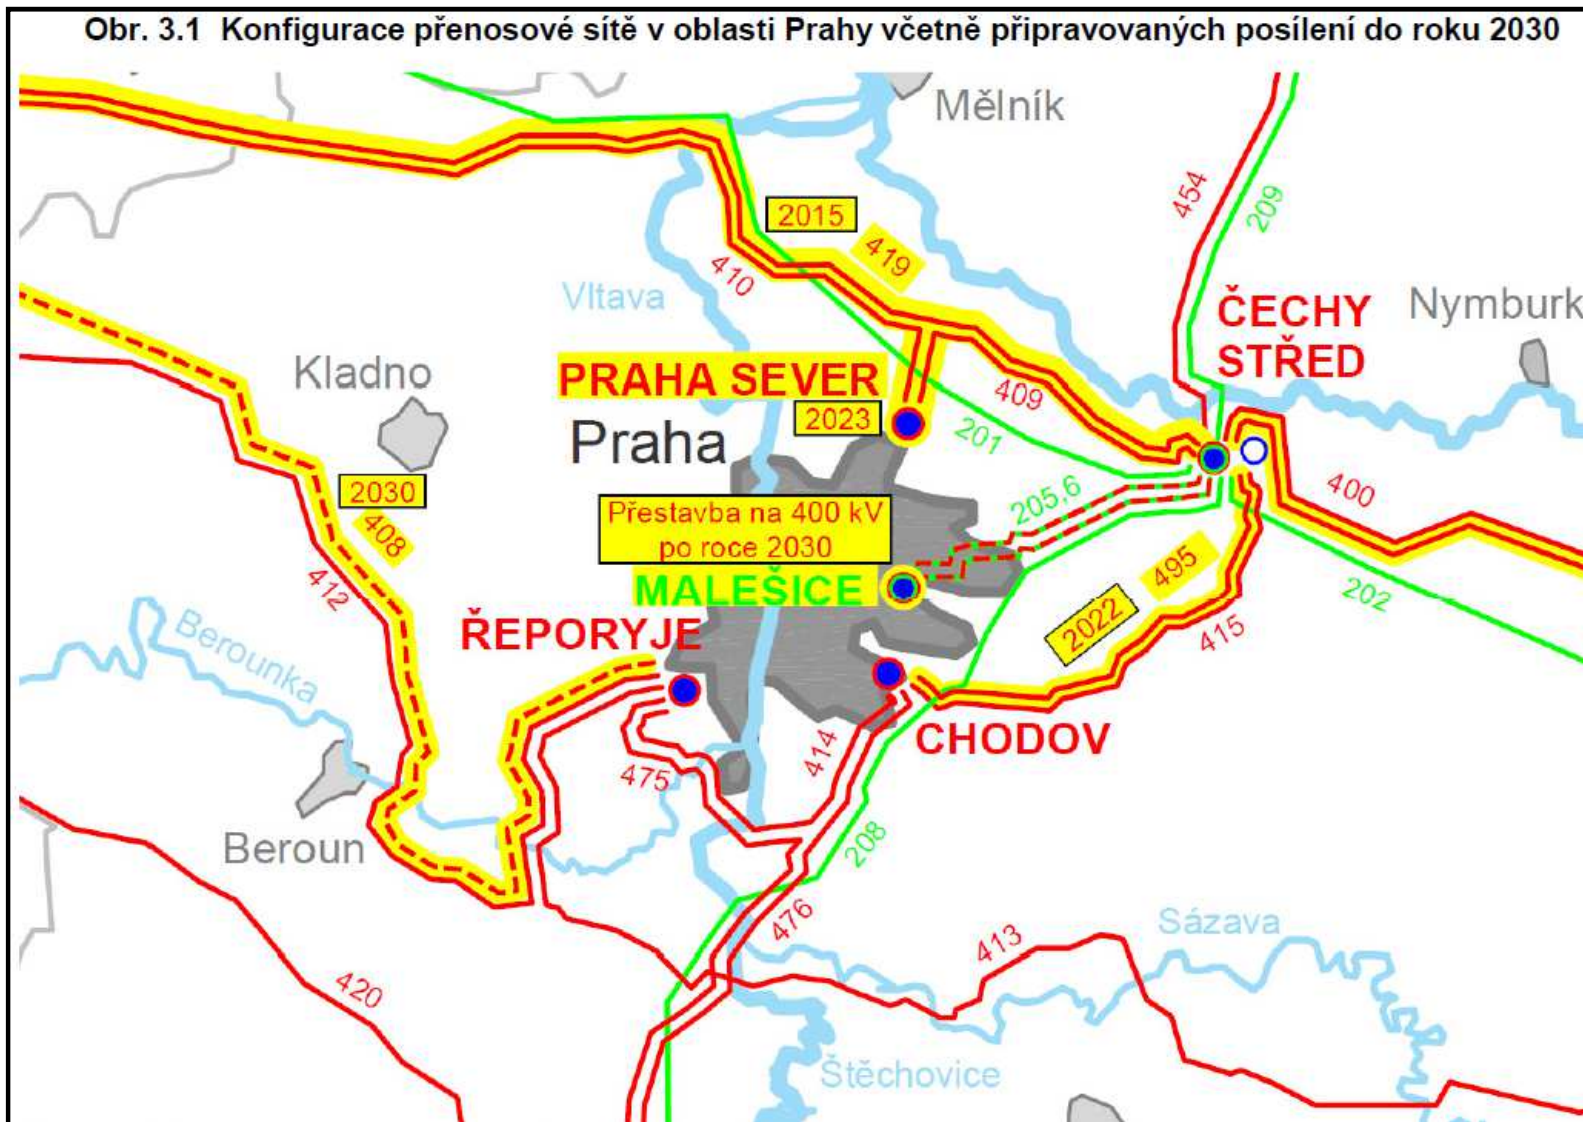 Obr. 3.1 Konfigurace přenosové sítě v oblasti Prahy včetně připravovaných posílení do roku 2030
Mělník
454
209
2015
419
410
Vltava
ČECHY
STŘED
Nymburk
Kladno
PRAHA SEVER
409
2023
201
Praha
2030
408
Přestavba na 400 kV
po roce 2030
205,6
400
412
MALEŠICE
495
202
Berounka
ŘEPORYJE
2022
415
CHODOV
475
414
Beroun
208
476
413
Sázava
420
Štěchovice